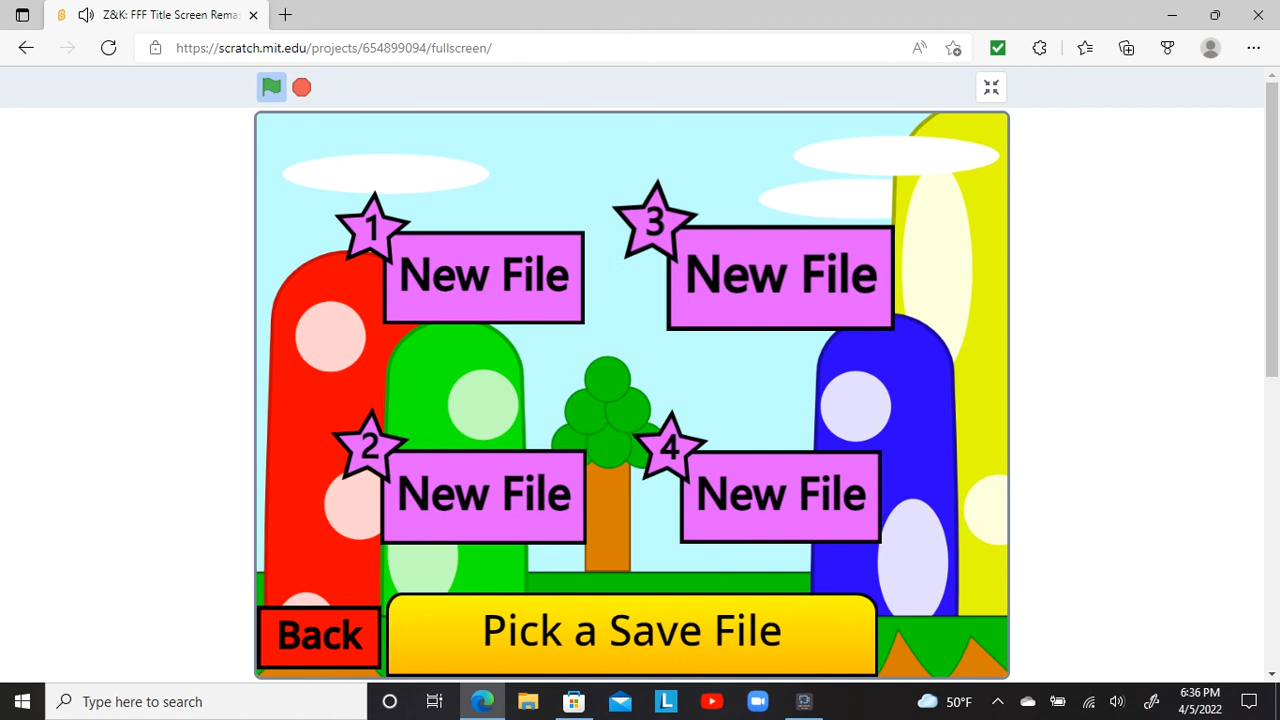 Z&K: FFF Title Screen Rema
https://scratch.mit.edu/projects/654899094/fullscreen/
1
New File
3
New File
2
New File
4
New File
Back
Pick a Save File
Type here to search
L
50°F
6:36 PM
4/5/2022